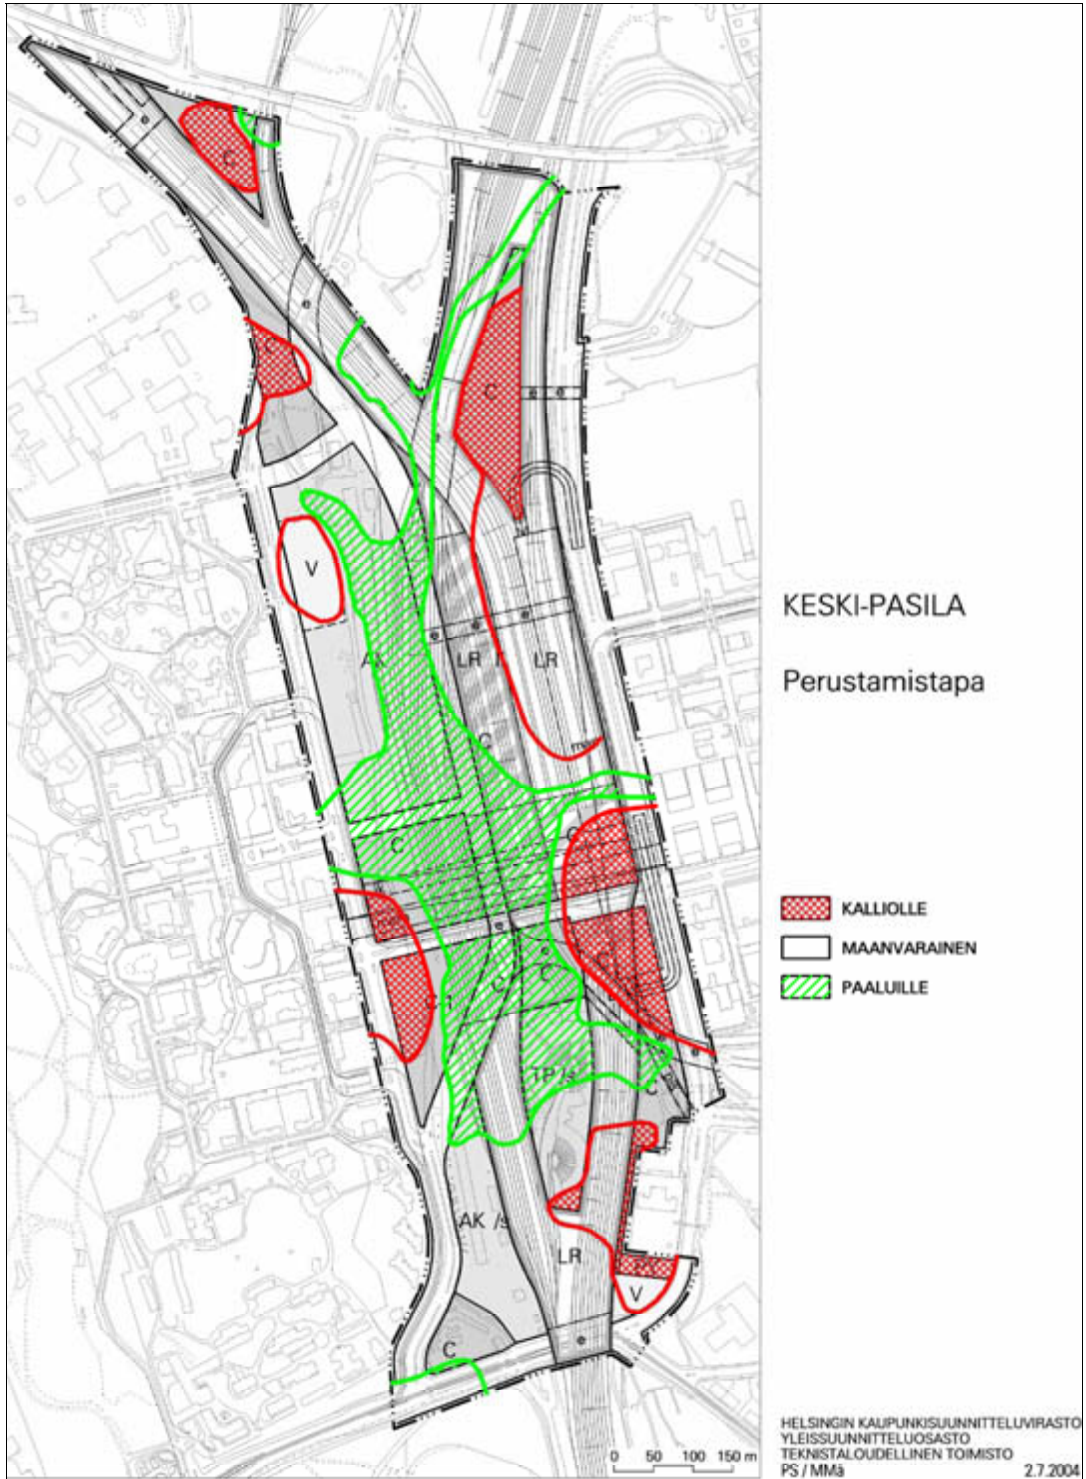 C
e
e
C
C
e
e
e
V
e
e
e
AK
LR
LR
C
KESKI-PASILA
Perustamistapa
KALLIOLLE
MAANVARAINEN
PAALUILLE
e
e
C
C
C
TP /s
e
C
AK /s
LR
V
C
e
0 50 100 150 m
HELSINGIN KAUPUNKISUUNNITTELUVIRASTO
YLEISSUUNNITTELUOSASTO
TEKNISTALOUDELLINEN TOIMISTO
PS / MMä 2.7.2004